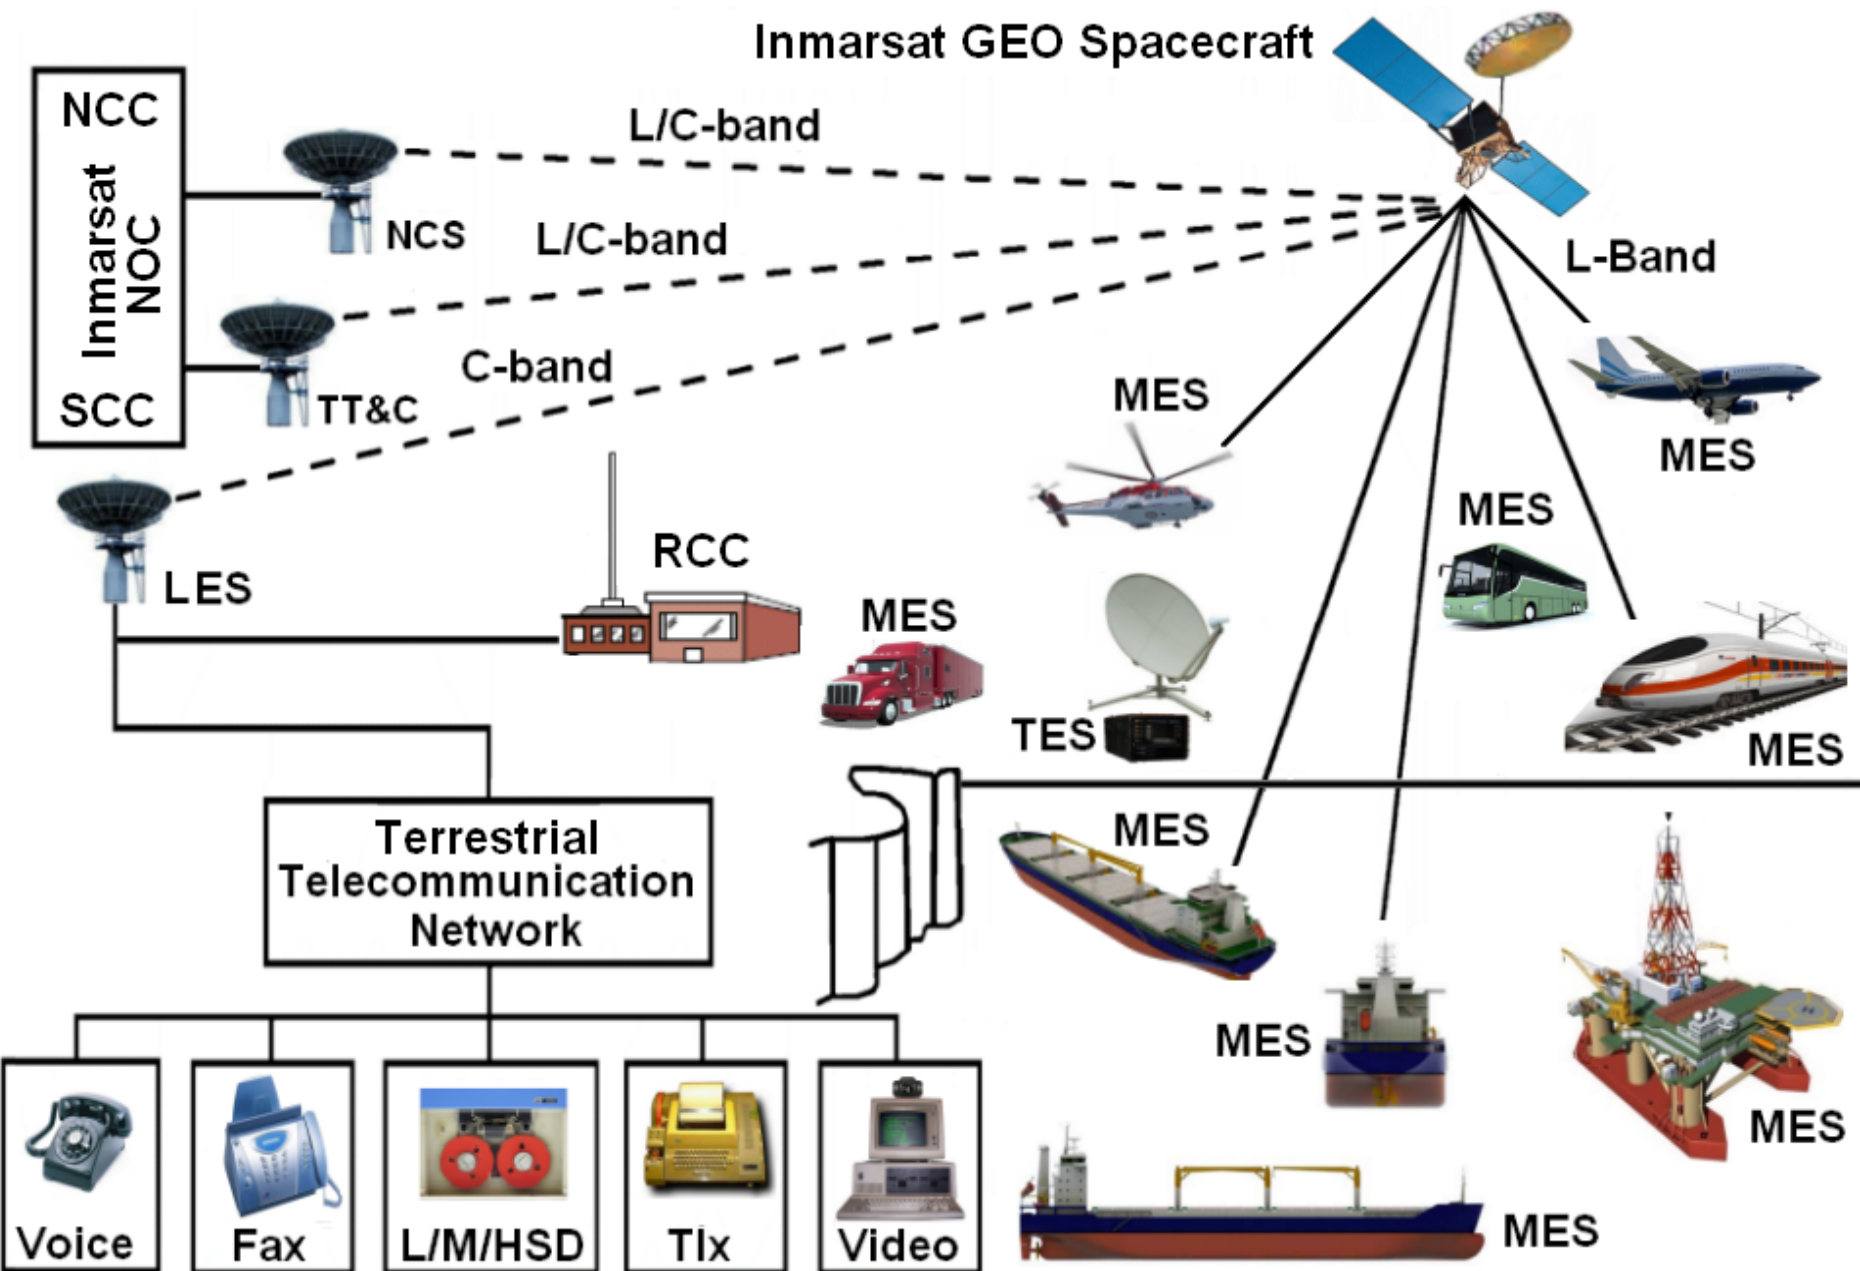 Inmarsat GEO Spacecraft
NCC
Inmarsat
NOC
SCC
L/C-band
NCS
L/C-band
L-Band
C-band
TT&C
MES
MES
MES
LES
RCC
MES
TES
MES
MES
Terrestrial
Telecommunication
Network
MES
MES
MES
Voice
Fax
L/M/HSD
Tlx
Video